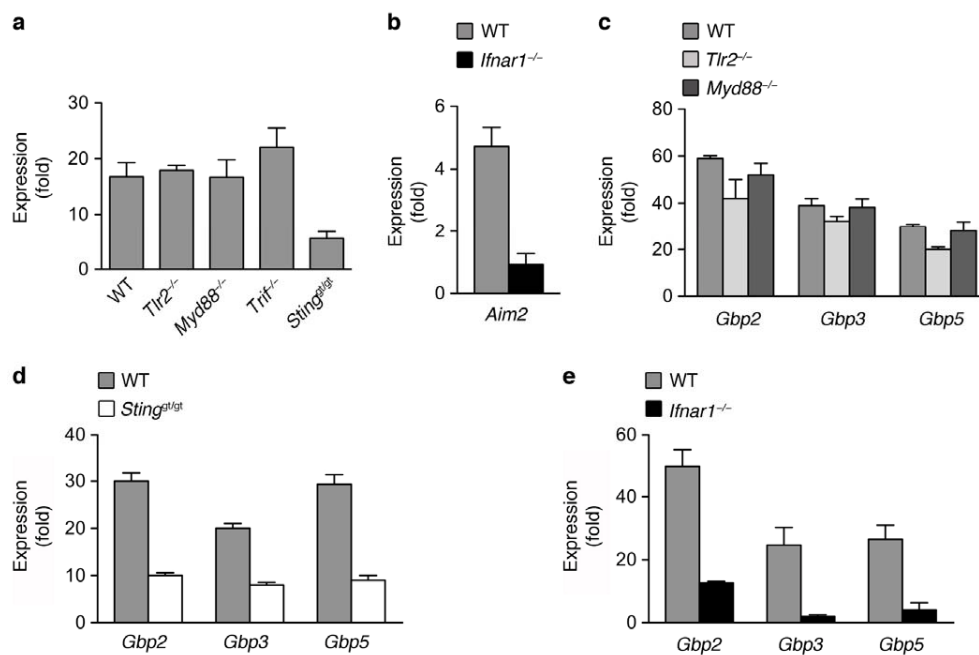 a
Expression
(fold)
30
20
10
0
WT
Tlr2–/–
Myd88–/–
Trif–/–
Stinggt/gt
b
WT
Ifnar1–/–
Expression
(fold)
6
4
2
0
Aim2
c
WT
Tlr2–/–
Myd88–/–
Expression
(fold)
80
60
40
20
0
Gbp2 Gbp3 Gbp5
d
WT
Stinggt/gt
Expression
(fold)
40
30
20
10
0
Gbp2 Gbp3 Gbp5
e
WT
Ifnar1–/–
Expression
(fold)
60
40
20
0
Gbp2 Gbp3 Gbp5